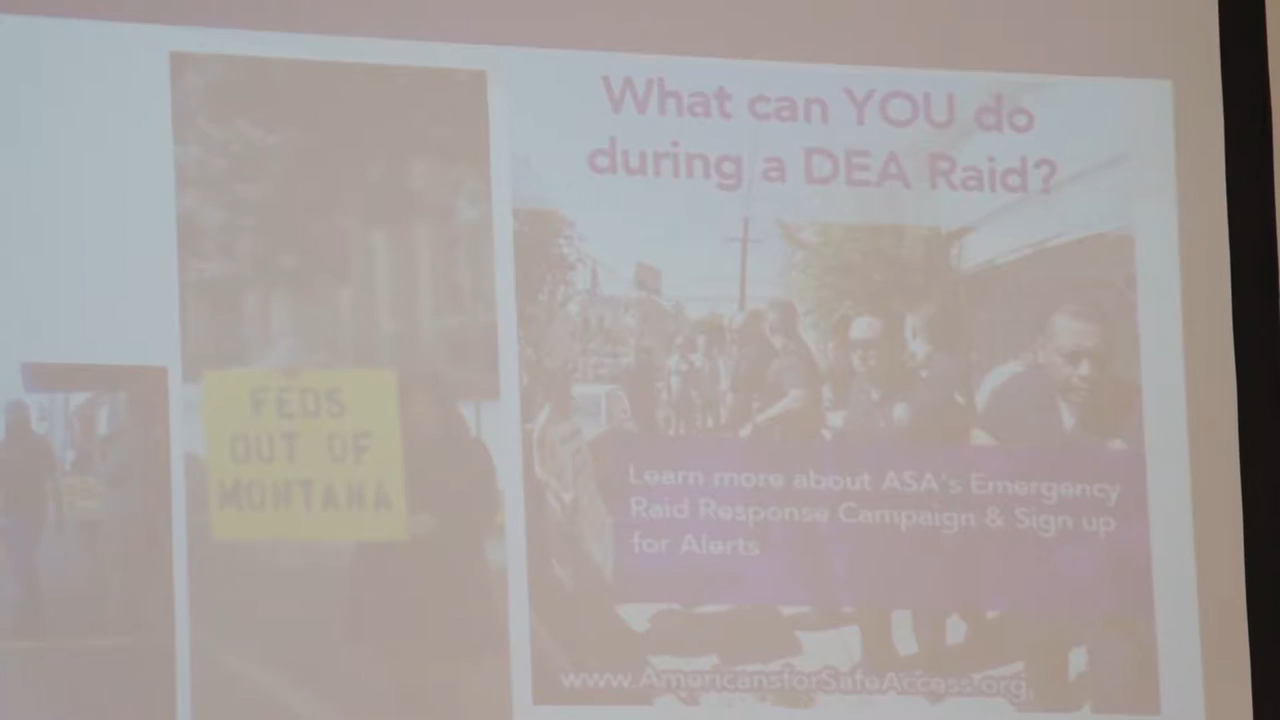 What can YOU do
during a DEA Raid?
FEDS
OUT OF
MONTANA
Learn more about ASA's Emergency
Raid Response Campaign & Sign up
for Alerts
www.AmericansforSafeAccess.org